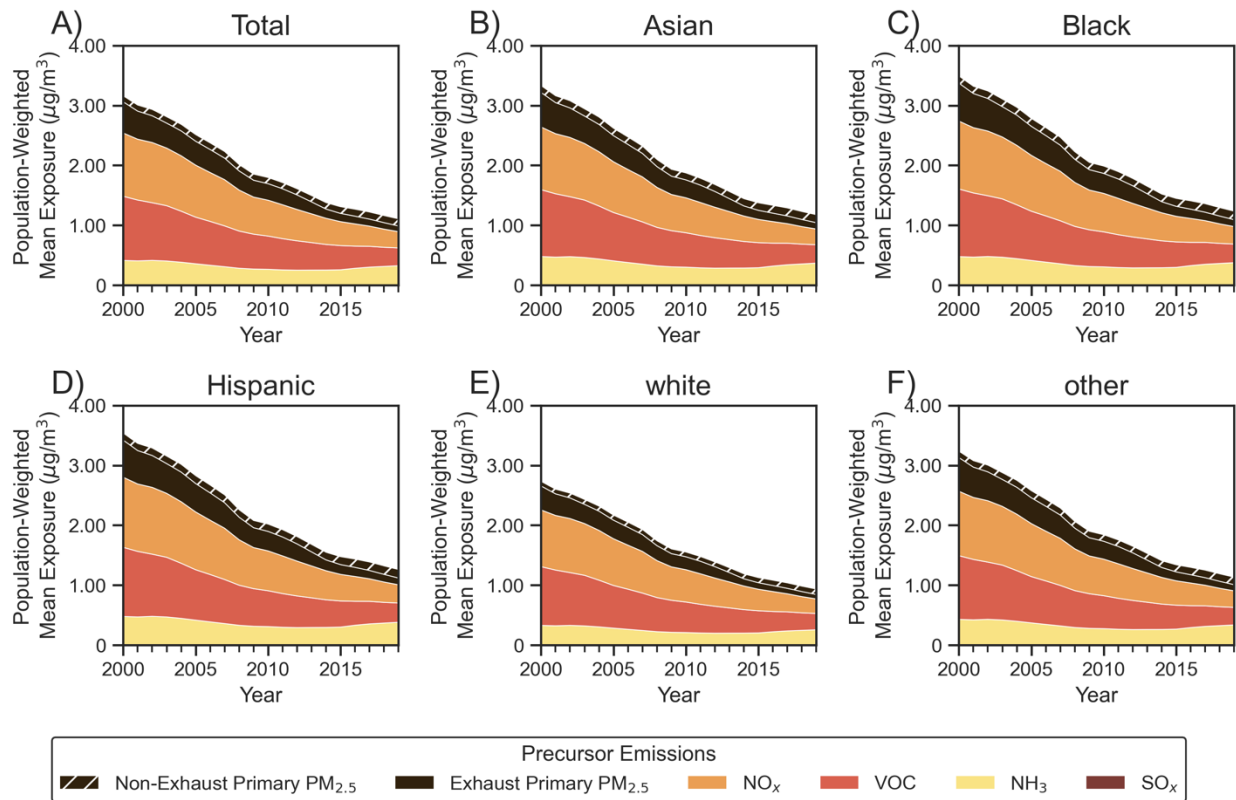 A) Total
Population-Weighted
Mean Exposure (μg/m³)
4.00
3.00
2.00
1.00
0
2000 2005 2010 2015
Year
B) Asian
Population-Weighted
Mean Exposure (μg/m³)
4.00
3.00
2.00
1.00
0
2000 2005 2010 2015
Year
C) Black
Population-Weighted
Mean Exposure (μg/m³)
4.00
3.00
2.00
1.00
0
2000 2005 2010 2015
Year
D) Hispanic
Population-Weighted
Mean Exposure (μg/m³)
4.00
3.00
2.00
1.00
0
2000 2005 2010 2015
Year
E) white
Population-Weighted
Mean Exposure (μg/m³)
4.00
3.00
2.00
1.00
0
2000 2005 2010 2015
Year
F) other
Population-Weighted
Mean Exposure (μg/m³)
4.00
3.00
2.00
1.00
0
2000 2005 2010 2015
Year
Precursor Emissions
Non-Exhaust Primary PM₂.₅ Exhaust Primary PM₂.₅ NOₓ VOC NH₃ SOₓ